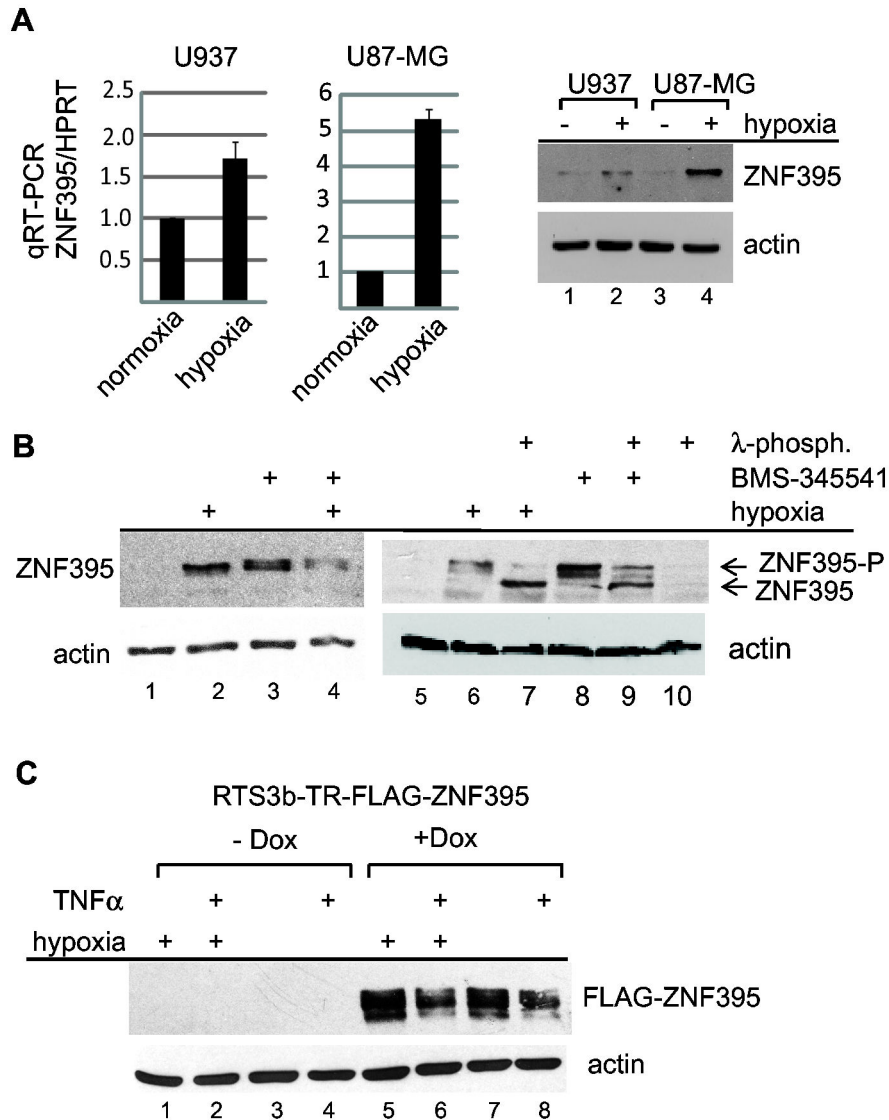 A
U937
U87-MG
qRT-PCR
ZNF395/HPRT
2.5
2.0
1.5
1.0
0.5
normoxia
hypoxia
6
5
4
3
2
1
normoxia
hypoxia
U937 U87-MG
- + - + hypoxia
ZNF395
actin
1 2 3 4
B
+ + + λ-phosph.
+ + + + BMS-345541
+ + + + hypoxia
ZNF395
← ZNF395-P
← ZNF395
actin
actin
1 2 3 4 5 6 7 8 9 10
C
RTS3b-TR-FLAG-ZNF395
- Dox +Dox
TNFα + + + +
hypoxia + + + +
FLAG-ZNF395
actin
1 2 3 4 5 6 7 8